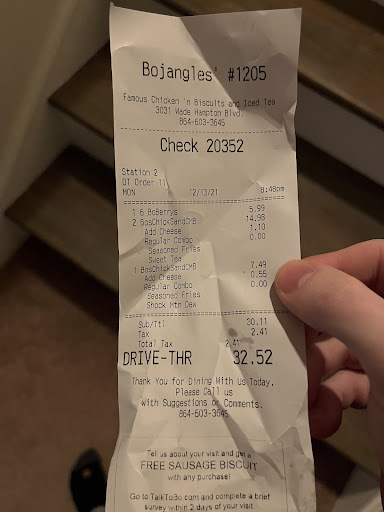 Bojangles' #1205
Famous Chicken 'n Biscuits and Iced Tea
3031 Wade Hampton Blvd.
864-603-3645
Check 20352
Station 2
DT Order 11
MON 12/13/21 8:48pm
1 6 BoBerrys 5.99
2 BosChickSandCMB 14.98
Add Cheese 1.10
Regular Combo 0.00
Seasoned Fries
Sweet Tea
1 BosChickSandCMB 7.49
Add Cheese 0.55
Regular Combo 0.00
Seasoned Fries
Shock Mtn Dew
Sub/Ttl 30.11
Tax 2.41
Total Tax 2.41
DRIVE-THR 32.52
Thank You for Dining With Us Today.
Please Call us
with Suggestions or Comments.
864-603-3645
Tell us about your visit and get a
FREE SAUSAGE BISCUIT
with any purchase!
Go to TalkToBo.com and complete a brief
survey within 2 days of your visit.